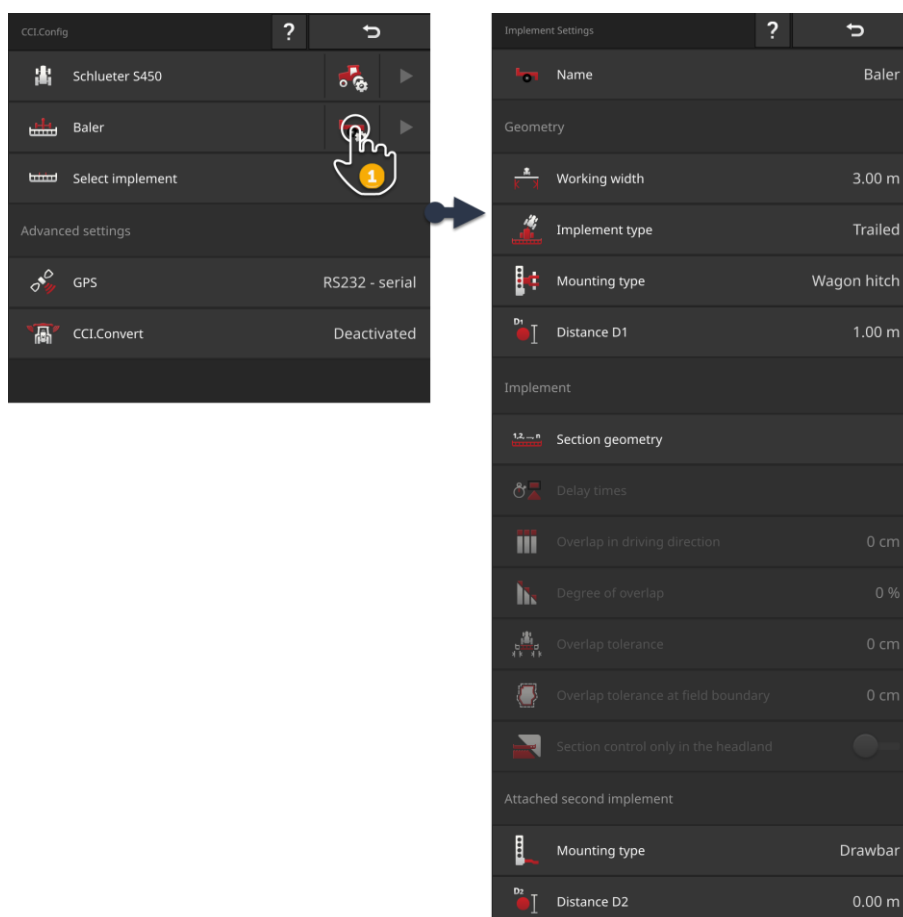 CCI.Config
?
Schlueter S450
Baler
1
Select implement
Advanced settings
GPS RS232 - serial
CCI.Convert Deactivated
Implement Settings
?
Name Baler
Geometry
Working width 3.00 m
Implement type Trailed
Mounting type Wagon hitch
D1 Distance D1 1.00 m
Implement
1,2 → n Section geometry
Delay times
Overlap in driving direction 0 cm
Degree of overlap 0 %
Overlap tolerance 0 cm
Overlap tolerance at field boundary 0 cm
Section control only in the headland
Attached second implement
Mounting type Drawbar
D2 Distance D2 0.00 m